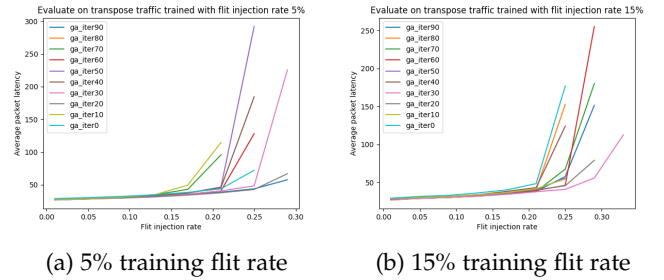 Evaluate on transpose traffic trained with flit injection rate 5%
300
250
200
150
100
50
Average packet latency
ga_iter90
ga_iter80
ga_iter70
ga_iter60
ga_iter50
ga_iter40
ga_iter30
ga_iter20
ga_iter10
ga_iter0
0.00 0.05 0.10 0.15 0.20 0.25 0.30
Flit injection rate
(a) 5% training flit rate
Evaluate on transpose traffic trained with flit injection rate 15%
250
200
150
100
50
Average packet latency
ga_iter90
ga_iter80
ga_iter70
ga_iter60
ga_iter50
ga_iter40
ga_iter30
ga_iter20
ga_iter10
ga_iter0
0.00 0.05 0.10 0.15 0.20 0.25 0.30
Flit injection rate
(b) 15% training flit rate